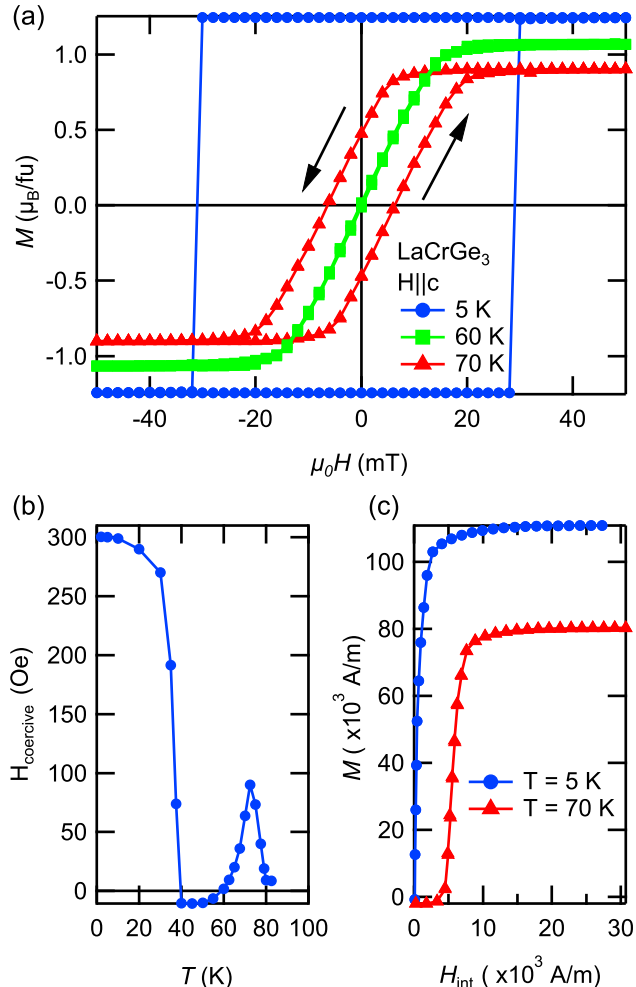 (a)
1.0
0.5
0.0
-0.5
-1.0
M (μB/fu)
LaCrGe3
H||c
5 K
60 K
70 K
-40 -20 0 20 40
μ0H (mT)
(b)
300
250
200
150
100
50
0
Hcoercive (Oe)
0 20 40 60 80 100
T (K)
(c)
100
80
60
40
20
0
M ( x10³ A/m)
T = 5 K
T = 70 K
0 10 20 30
Hint ( x10³ A/m)